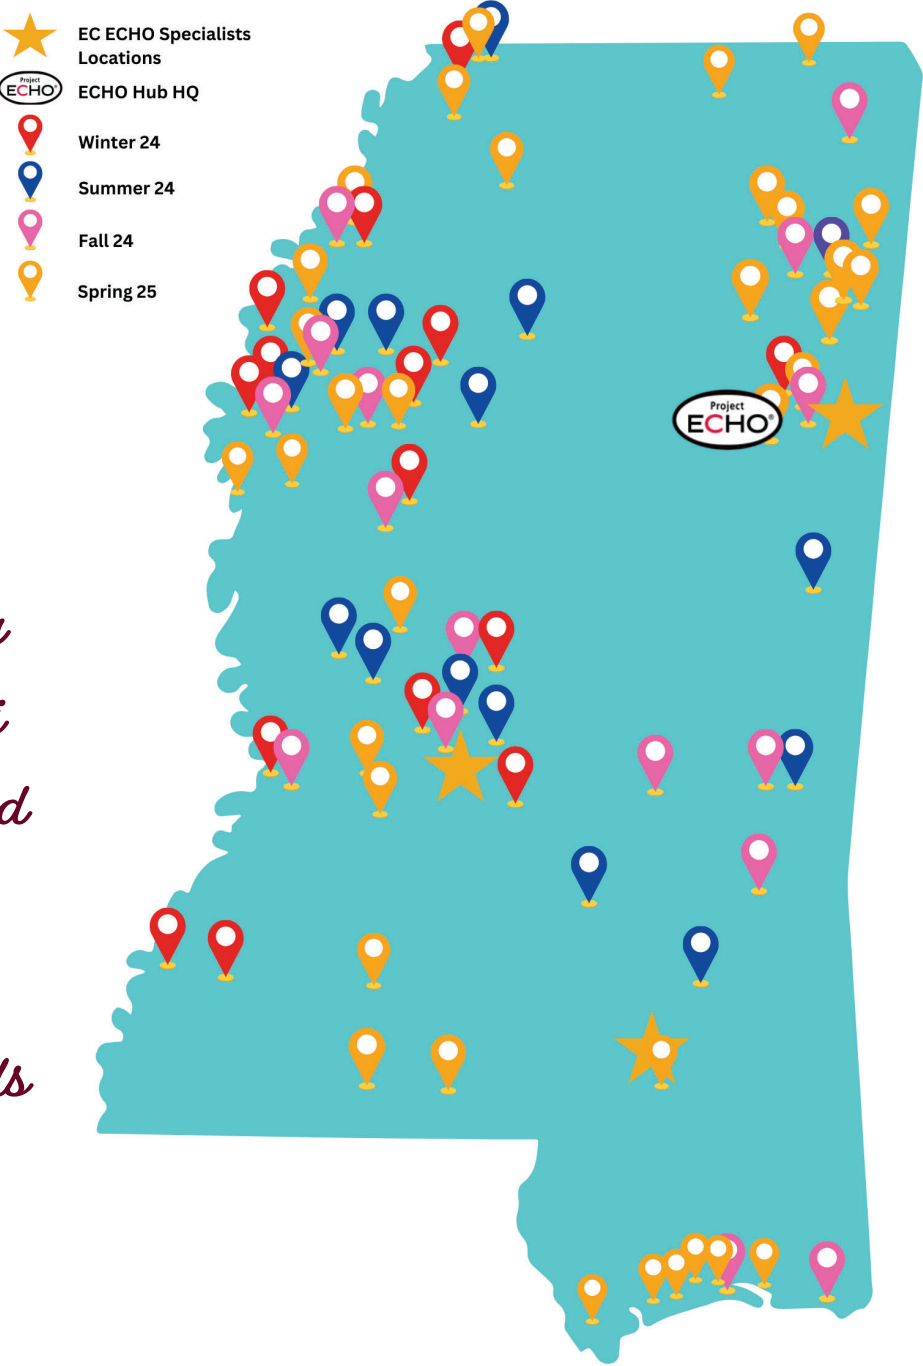 EC ECHO Specialists
Locations
Project
ECHO®
ECHO Hub HQ
Winter 24
Summer 24
Fall 24
Spring 25
Project
ECHO®
d
ls